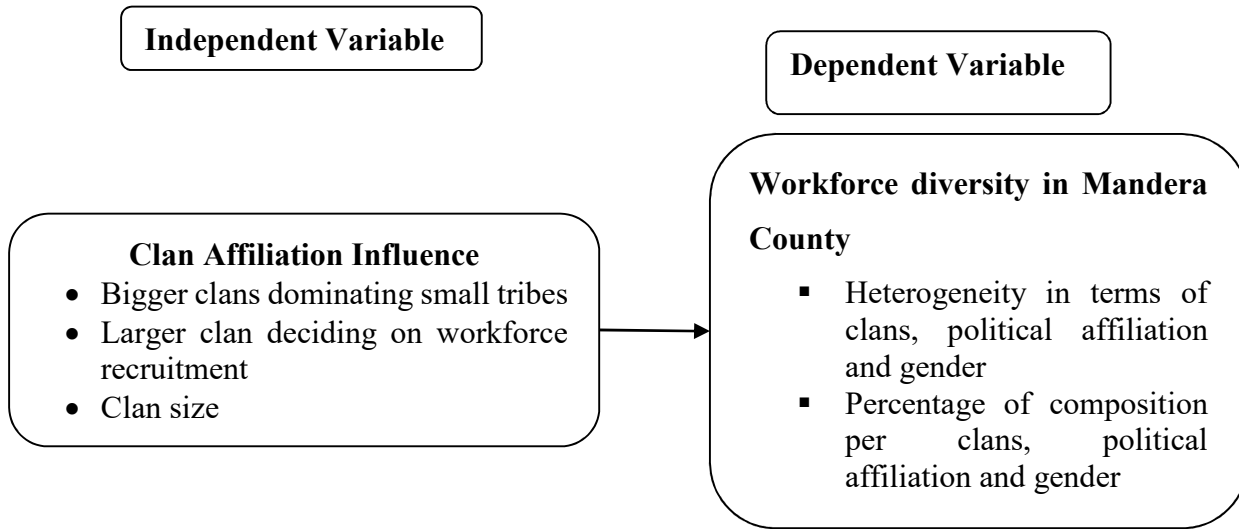 Independent Variable
Dependent Variable
Clan Affiliation Influence
• Bigger clans dominating small tribes
• Larger clan deciding on workforce
recruitment
• Clan size
Workforce diversity in Mandera
County
▪ Heterogeneity in terms of
clans, political affiliation
and gender
▪ Percentage of composition
per clans, political
affiliation and gender